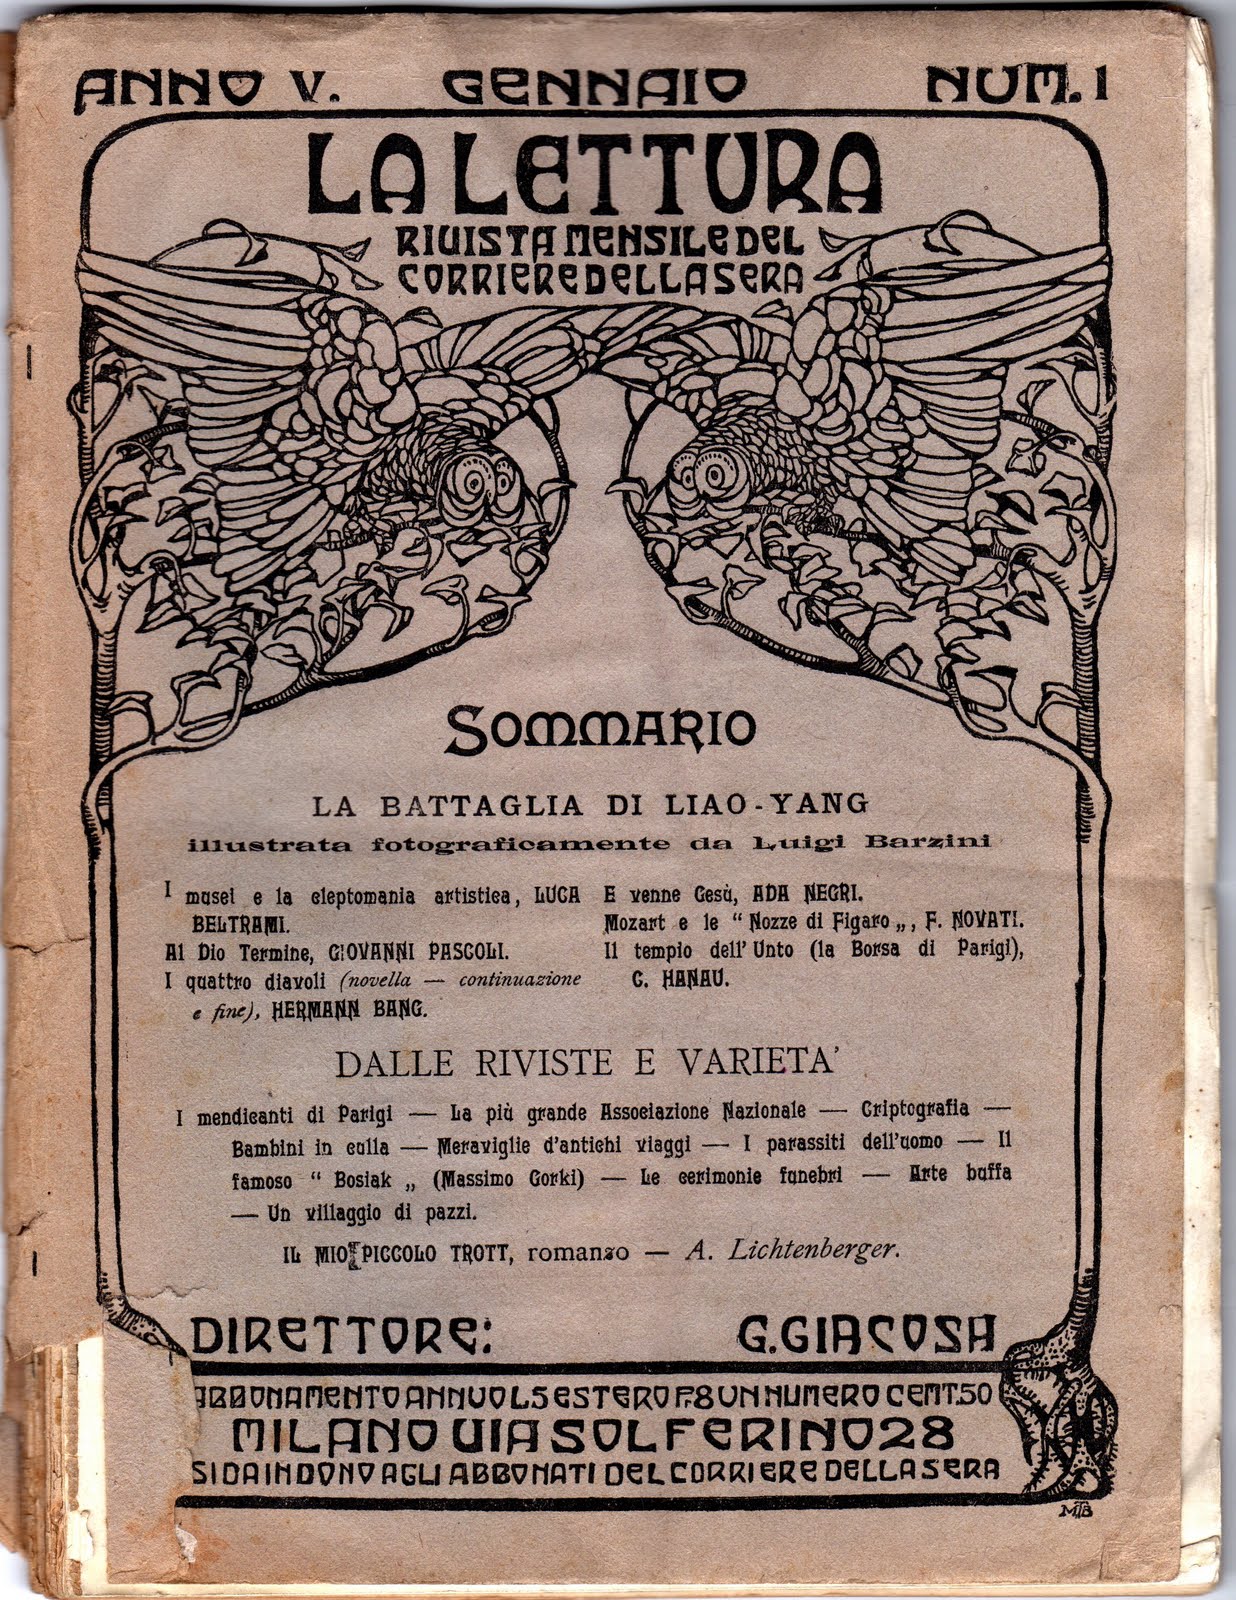 ANNO V. GENNAIO NUM. 1
LA LETTURA
RIVISTA MENSILE DEL
CORRIERE DELLA SERA
SOMMARIO
LA BATTAGLIA DI LIAO-YANG
illustrata fotograficamente da Luigi Barzini
I musei e la cleptomania artistica, LUCA
BELTRAMI.
Al Dio Termine, GIOVANNI PASCOLI.
I quattro diavoli (novella — continuazione
e fine), HERMANN BANG.
E venne Gesù, ADA NEGRI.
Mozart e le “ Nozze di Figaro „, F. NOVATI.
Il tempio dell' Unto (la Borsa di Parigi),
C. HANAU.
DALLE RIVISTE E VARIETA'
I mendicanti di Parigi — La più grande Associazione Nazionale — Criptografia —
Bambini in culla — Meraviglie d'antichi viaggi — I parassiti dell'uomo — Il
famoso “ Bosiak „ (Massimo Gorki) — Le cerimonie funebri — Arte buffa
— Un villaggio di pazzi.
IL MIO PICCOLO TROTT, romanzo — A. Lichtenberger.
DIRETTORE: G. GIACOSA
ABBONAMENTO ANNUO L.5 ESTERO F.8 UN NUMERO CEMT.50
MILANO VIA SOLFERINO 28
SI DA IN DONO AGLI ABBONATI DEL CORRIERE DELLA SERA
MTB